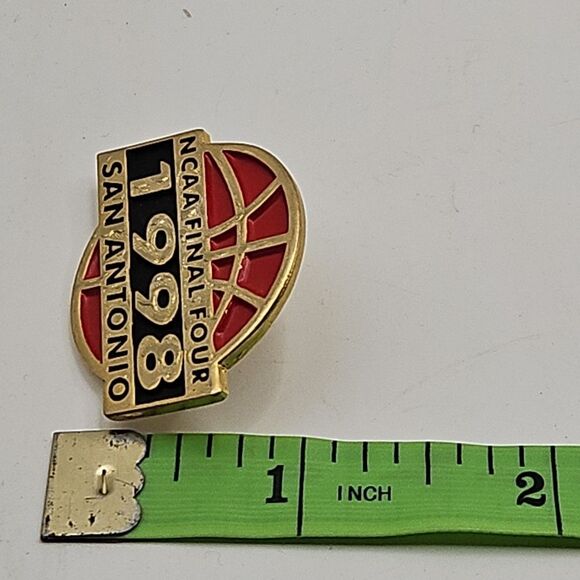 NCAA FINAL FOUR
1998
SAN ANTONIO
1 INCH 2